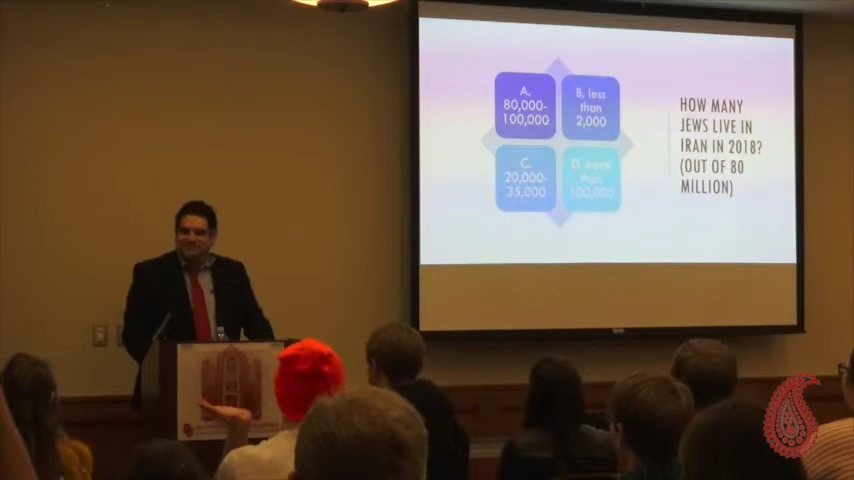 A.
80,000-
100,000
B. less
than
2,000
C.
20,000-
35,000
D. more
than
100,000
HOW MANY
JEWS LIVE IN
IRAN IN 2018?
(OUT OF 80
MILLION)